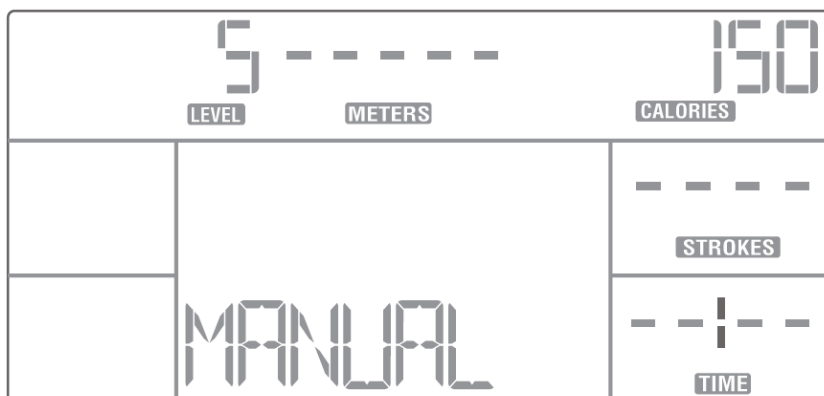 5 - - - - - 150
LEVEL METERS CALORIES
- - - -
STROKES
MANUAL - - : - -
TIME